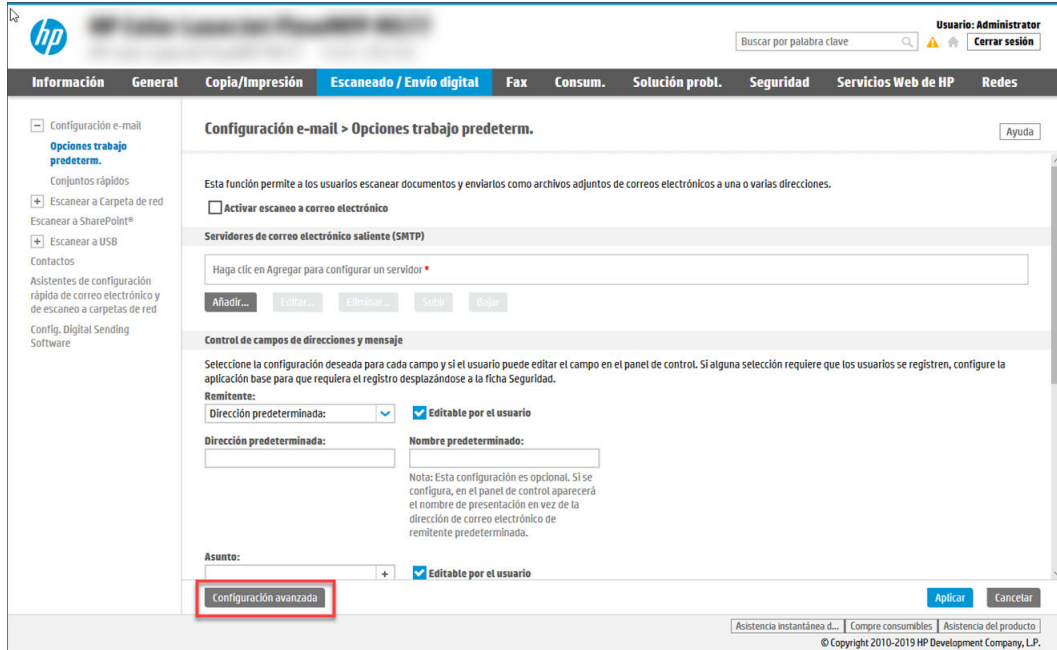 hp
Usuario: Administrator
Buscar por palabra clave
Cerrar sesión
Información General Copia/Impresión Escaneado / Envío digital Fax Consum. Solución probl. Seguridad Servicios Web de HP Redes
Configuración e-mail
Opciones trabajo
predeterm.
Conjuntos rápidos
Escanear a Carpeta de red
Escanear a SharePoint®
Escanear a USB
Contactos
Asistentes de configuración
rápida de correo electrónico y
de escaneo a carpetas de red
Config. Digital Sending
Software
Configuración e-mail > Opciones trabajo predeterm.
Ayuda
Esta función permite a los usuarios escanear documentos y enviarlos como archivos adjuntos de correos electrónicos a una o varias direcciones.
Activar escaneo a correo electrónico
Servidores de correo electrónico saliente (SMTP)
Haga clic en Agregar para configurar un servidor *
Añadir... Editar... Eliminar... Subir Bajar
Control de campos de direcciones y mensaje
Seleccione la configuración deseada para cada campo y si el usuario puede editar el campo en el panel de control. Si alguna selección requiere que los usuarios se registren, configure la
aplicación base para que requiera el registro desplazándose a la ficha Seguridad.
Remitente:
Dirección predeterminada: Editable por el usuario
Dirección predeterminada: Nombre predeterminado:
Nota: Esta configuración es opcional. Si se
configura, en el panel de control aparecerá
el nombre de presentación en vez de la
dirección de correo electrónico de
remitente predeterminada.
Asunto:
+ Editable por el usuario
Configuración avanzada
Aplicar Cancelar
Asistencia instantánea d... Compre consumibles Asistencia del producto
© Copyright 2010-2019 HP Development Company, L.P.